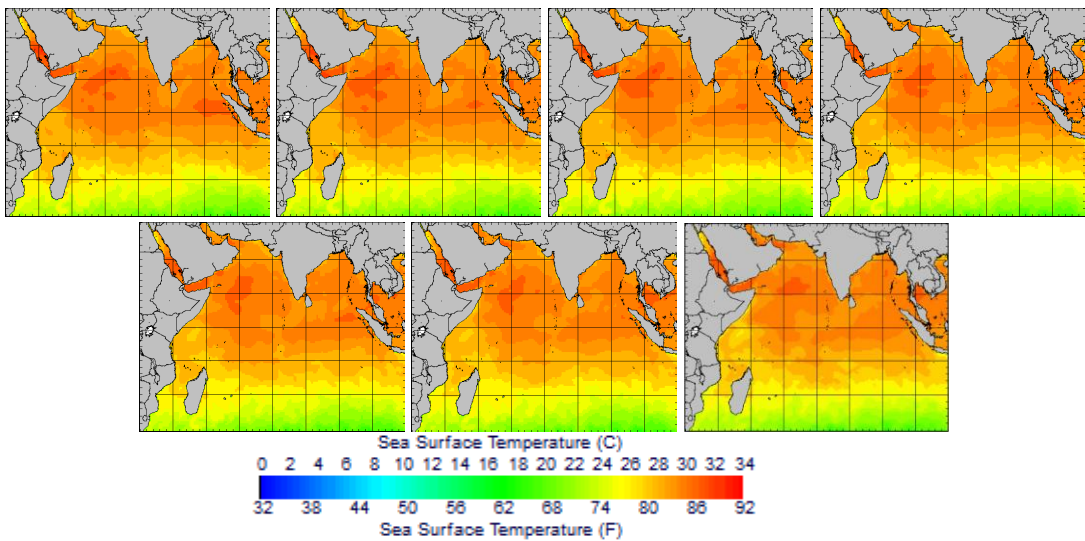 Sea Surface Temperature (C)
0 2 4 6 8 10 12 14 16 18 20 22 24 26 28 30 32 34
32 38 44 50 56 62 68 74 80 86 92
Sea Surface Temperature (F)